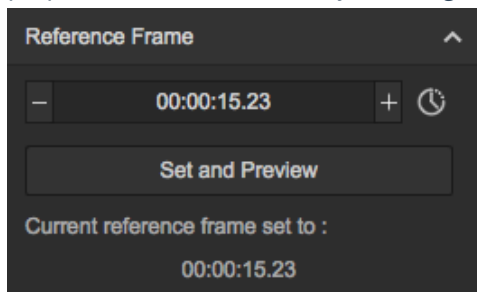 Reference Frame
− 00:00:15.23 +
Set and Preview
Current reference frame set to :
00:00:15.23